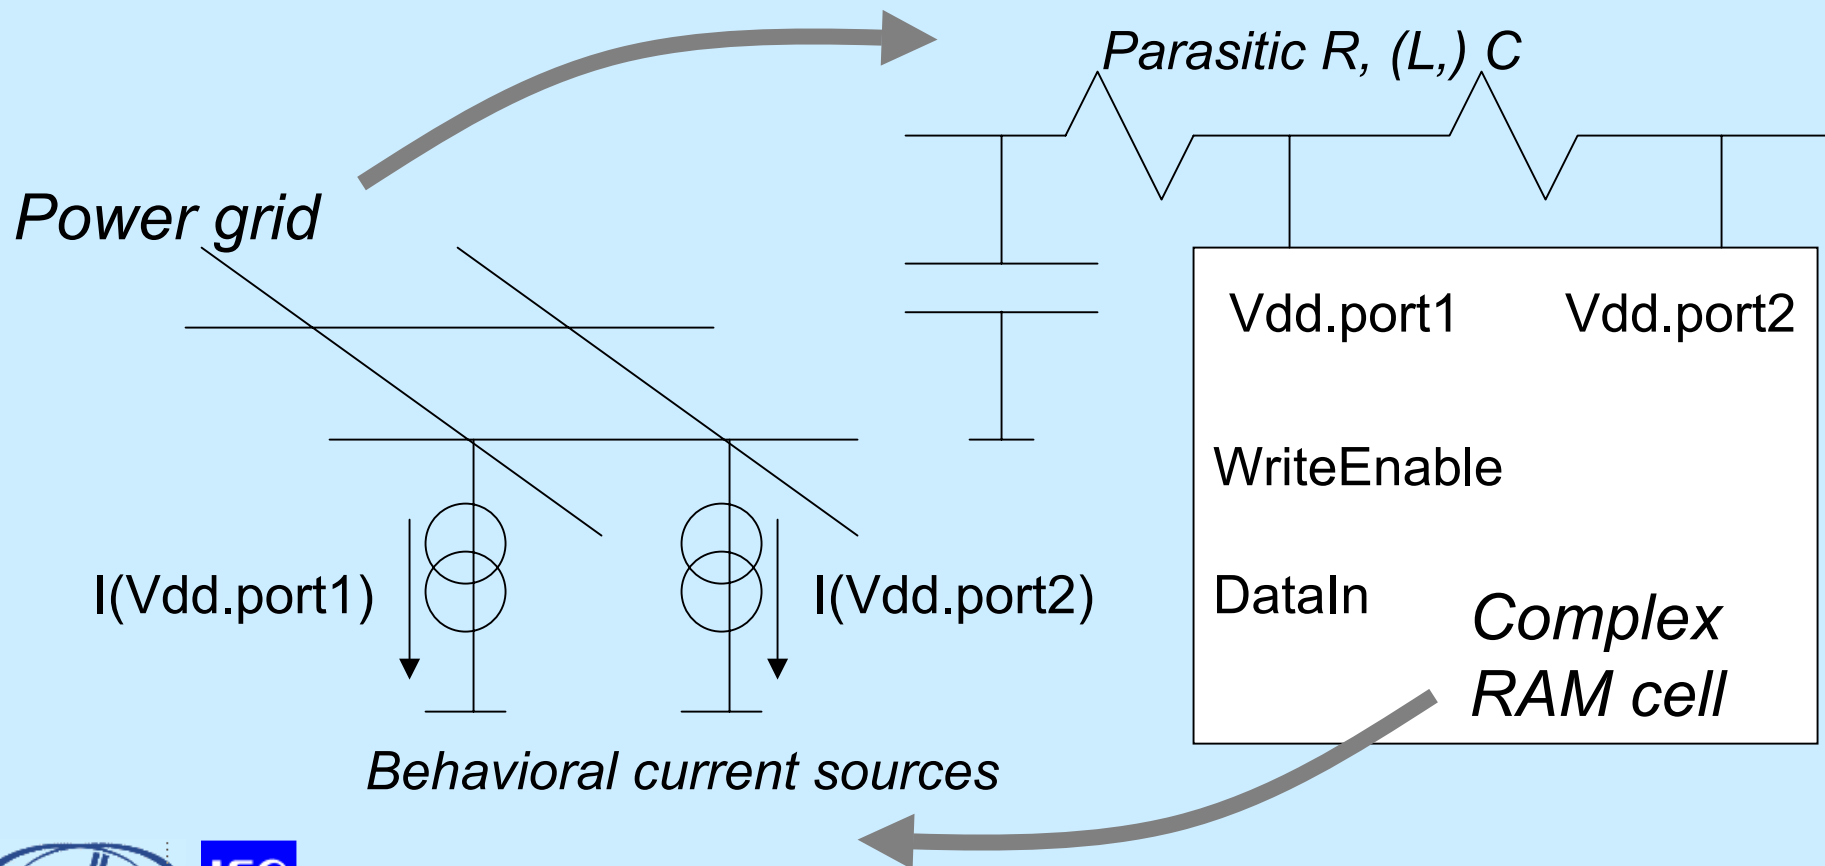 Parasitic R, (L,) C
Power grid
Vdd.port1 Vdd.port2
WriteEnable
I(Vdd.port1)
I(Vdd.port2)
DataIn
Complex
RAM cell
Behavioral current sources